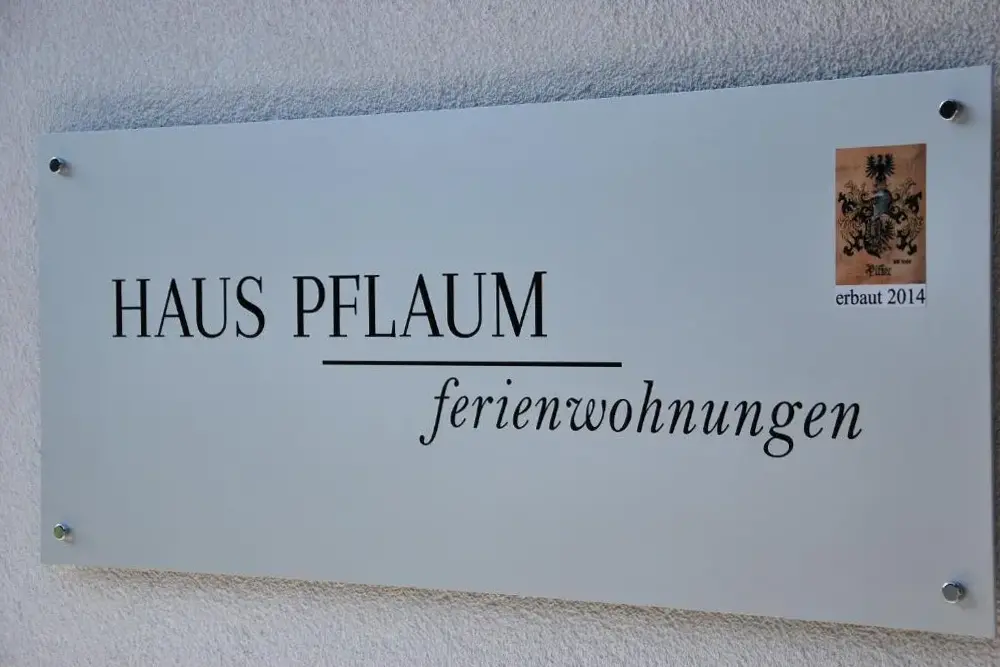 HAUS PFLAUM
ferienwohnungen
erbaut 2014